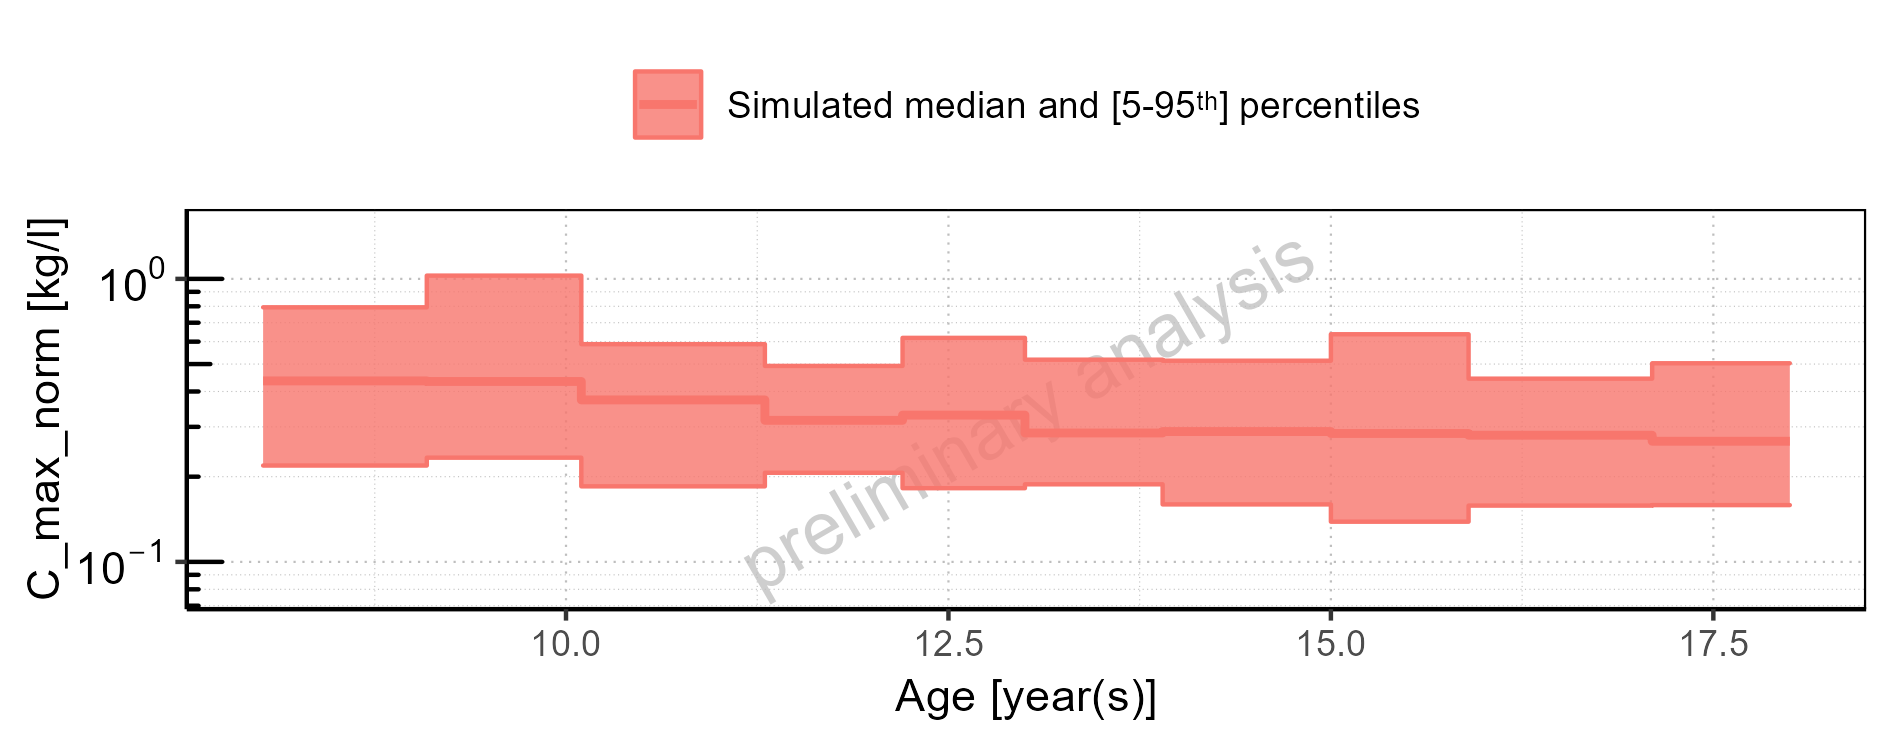 Simulated median and [5-95th] percentiles
C_max_norm [kg/l]
10⁰
10⁻¹
preliminary analysis
10.0 12.5 15.0 17.5
Age [year(s)]